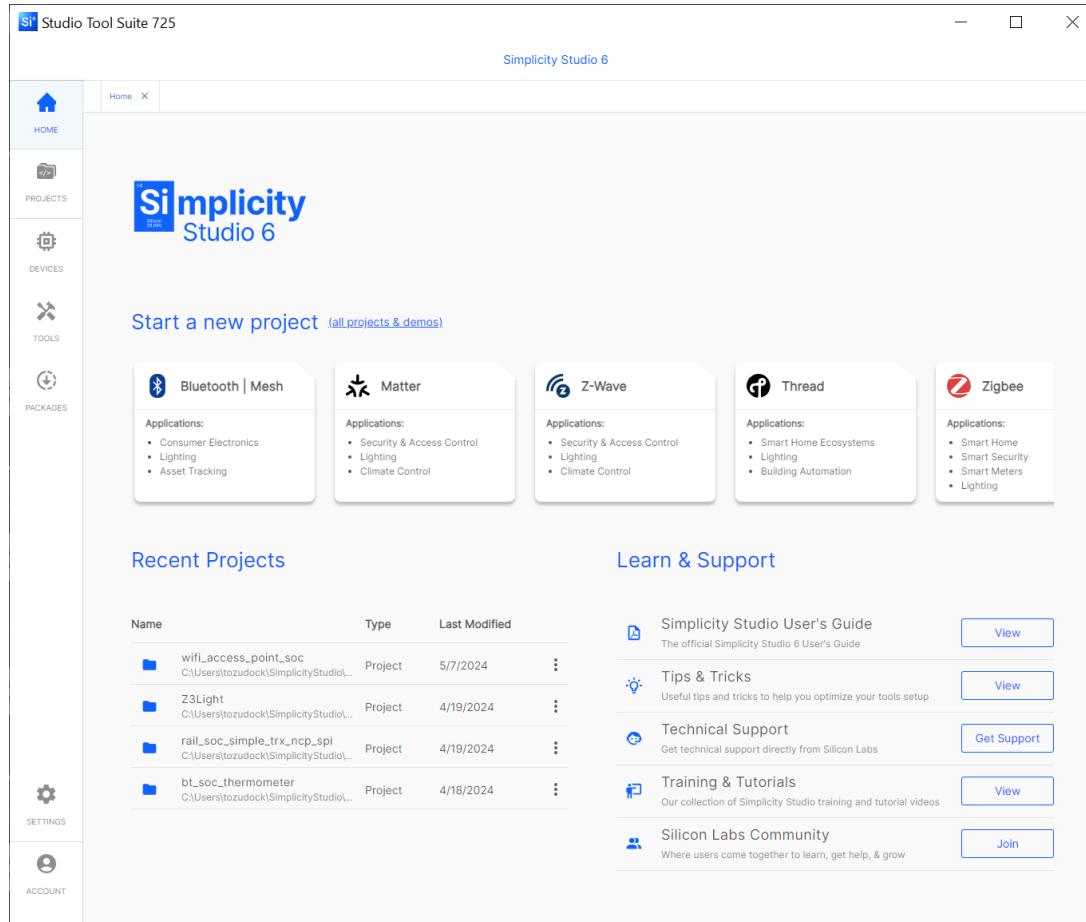 Si Studio Tool Suite 725
Simplicity Studio 6
Home
HOME
PROJECTS
DEVICES
TOOLS
PACKAGES
SETTINGS
ACCOUNT
14
Simplicity
Silicon
Studio 6
Start a new project (all projects & demos)
Bluetooth | Mesh
Applications:
• Consumer Electronics
• Lighting
• Asset Tracking
Matter
Applications:
• Security & Access Control
• Lighting
• Climate Control
Z-Wave
Applications:
• Security & Access Control
• Lighting
• Climate Control
Thread
Applications:
• Smart Home Ecosystems
• Lighting
• Building Automation
Zigbee
Applications:
• Smart Home
• Smart Security
• Smart Meters
• Lighting
Recent Projects
Name Type Last Modified
wifi_access_point_soc Project 5/7/2024
C:\Users\tozudock\SimplicityStudio\...
Z3Light Project 4/19/2024
C:\Users\tozudock\SimplicityStudio\...
rail_soc_simple_trx_ncp_spi Project 4/19/2024
C:\Users\tozudock\SimplicityStudio\...
bt_soc_thermometer Project 4/18/2024
C:\Users\tozudock\SimplicityStudio\...
Learn & Support
Simplicity Studio User's Guide
The official Simplicity Studio 6 User's Guide
View
Tips & Tricks
Useful tips and tricks to help you optimize your tools setup
View
Technical Support
Get technical support directly from Silicon Labs
Get Support
Training & Tutorials
Our collection of Simplicity Studio training and tutorial videos
View
Silicon Labs Community
Where users come together to learn, get help, & grow
Join